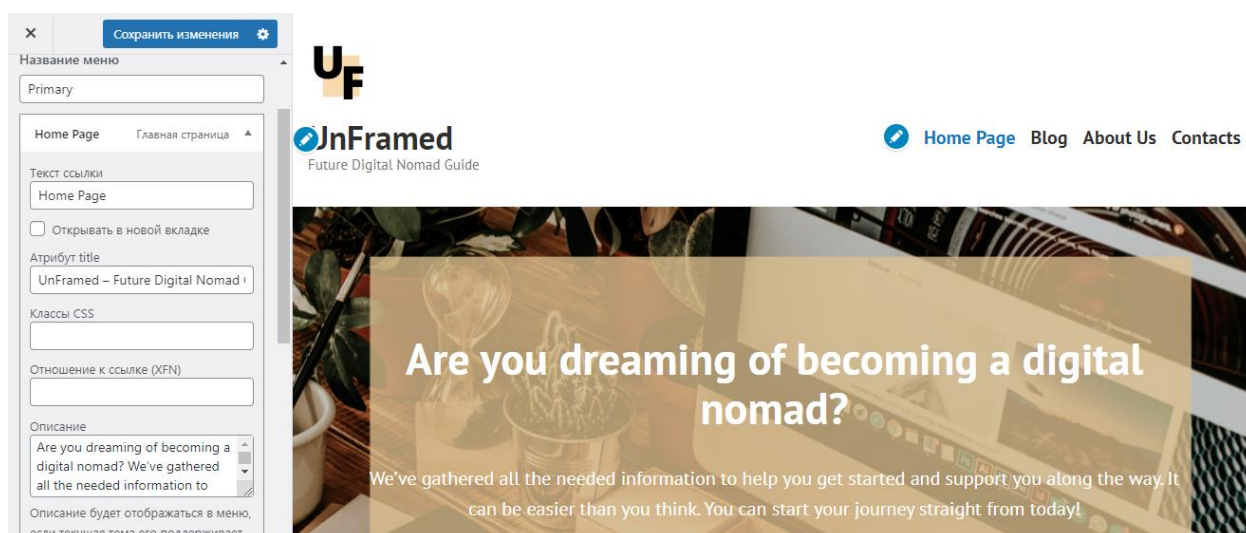 Сохранить изменения
Название меню
Primary
Home Page Главная страница
Текст ссылки
Home Page
Открывать в новой вкладке
Атрибут title
UnFramed – Future Digital Nomad
Классы CSS
Отношение к ссылке (XFN)
Описание
Are you dreaming of becoming a
digital nomad? We've gathered
all the needed information to
Описание будет отображаться в меню,
если текущая тема его поддерживает
UF
UnFramed
Future Digital Nomad Guide
Home Page Blog About Us Contacts
Are you dreaming of becoming a digital
nomad?
We've gathered all the needed information to help you get started and support you along the way. It
can be easier than you think. You can start your journey straight from today!